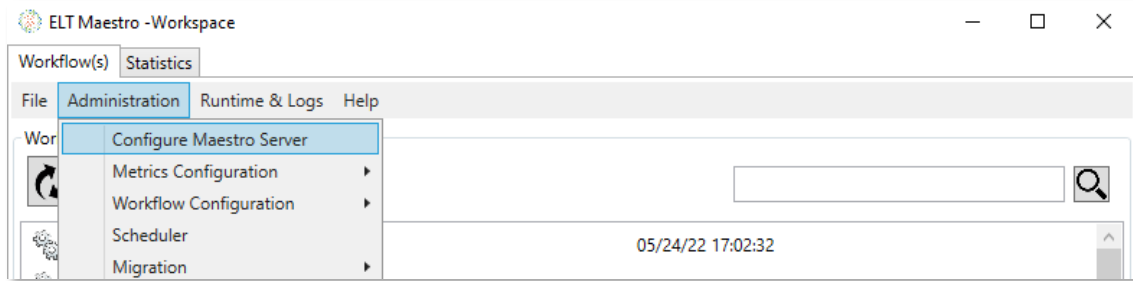 ELT Maestro -Workspace
Workflow(s) Statistics
File Administration Runtime & Logs Help
Wor
Configure Maestro Server
Metrics Configuration
Workflow Configuration
Scheduler
05/24/22 17:02:32
Migration